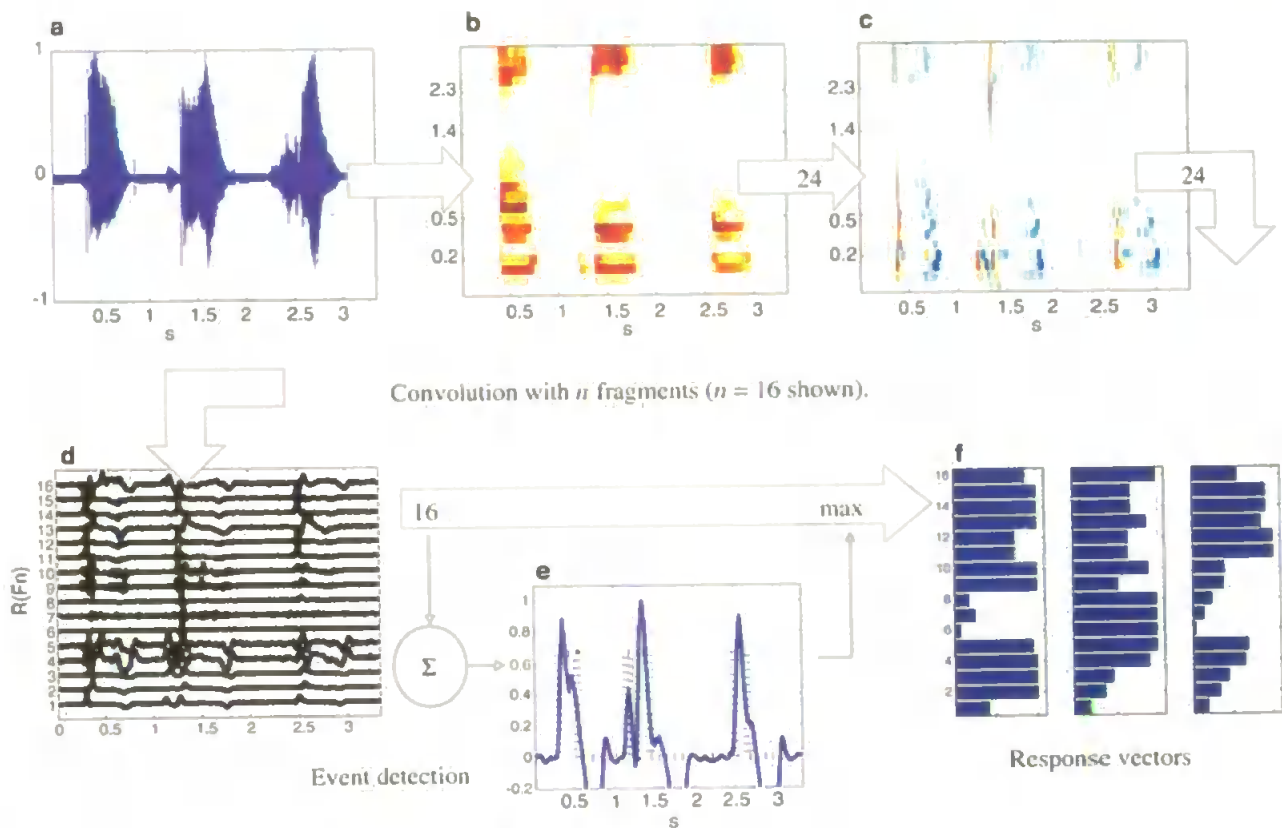 a
1
0
-1
0.5 1 1.5 2 2.5 3
s
b
2.3
1.4
0.5
0.2
0.5 1 1.5 2 2.5 3
s
24
c
2.3
1.4
0.5
0.2
0.5 1 1.5 2 2.5 3
s
24
Convolution with n fragments (n = 16 shown).
d
R(Fn)
16
15
14
13
12
11
10
9
8
7
6
5
4
3
2
1
0 0.5 1 1.5 2 2.5 3
16
max
Σ
Event detection
e
1
0.8
0.6
0.4
0.2
0
-0.2
0.5 1 1.5 2 2.5 3
s
f
16
14
12
10
8
6
4
2
Response vectors